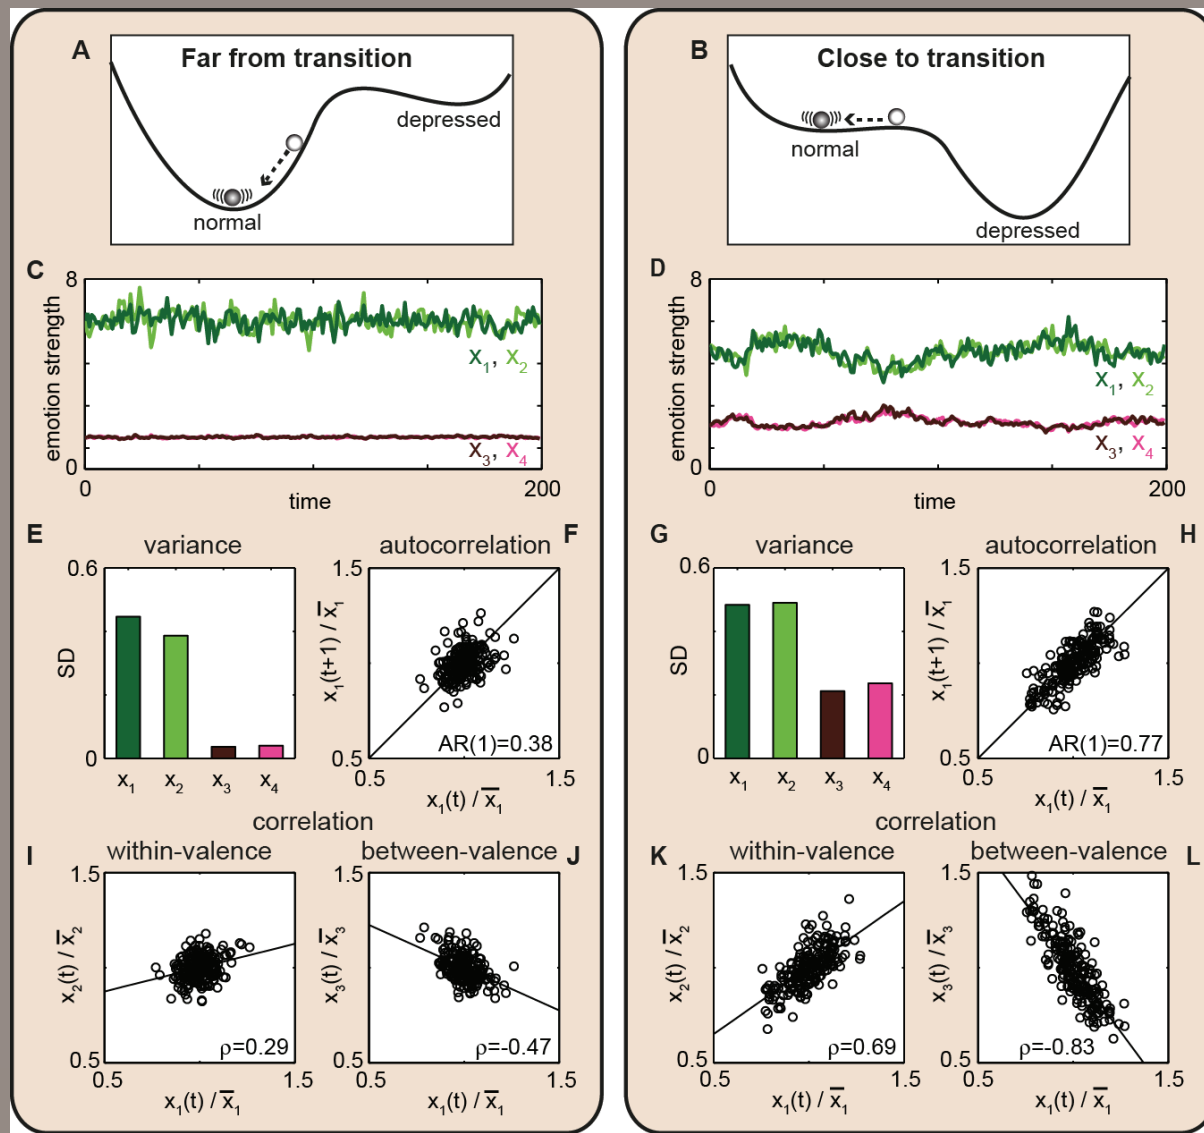 A
Far from transition
depressed
normal
B
Close to transition
normal
depressed
C
8
emotion strength
x₁, x₂
x₃, x₄
0
0
200
time
D
8
emotion strength
x₁, x₂
x₃, x₄
0
0
200
time
E
variance
0.6
SD
0
x₁
x₂
x₃
x₄
autocorrelation
F
1.5
x₁(t+1) / x̄₁
AR(1)=0.38
0.5
0.5
1.5
x₁(t) / x̄₁
G
variance
0.6
SD
0
x₁
x₂
x₃
x₄
autocorrelation
H
1.5
x₁(t+1) / x̄₁
AR(1)=0.77
0.5
0.5
1.5
x₁(t) / x̄₁
correlation
I
within-valence
1.5
x₂(t) / x̄₂
ρ=0.29
0.5
0.5
1.5
x₁(t) / x̄₁
between-valence
J
1.5
x₃(t) / x̄₃
ρ=-0.47
0.5
0.5
1.5
x₁(t) / x̄₁
correlation
K
within-valence
1.5
x₂(t) / x̄₂
ρ=0.69
0.5
0.5
1.5
x₁(t) / x̄₁
between-valence
L
1.5
x₃(t) / x̄₃
ρ=-0.83
0.5
0.5
1.5
x₁(t) / x̄₁